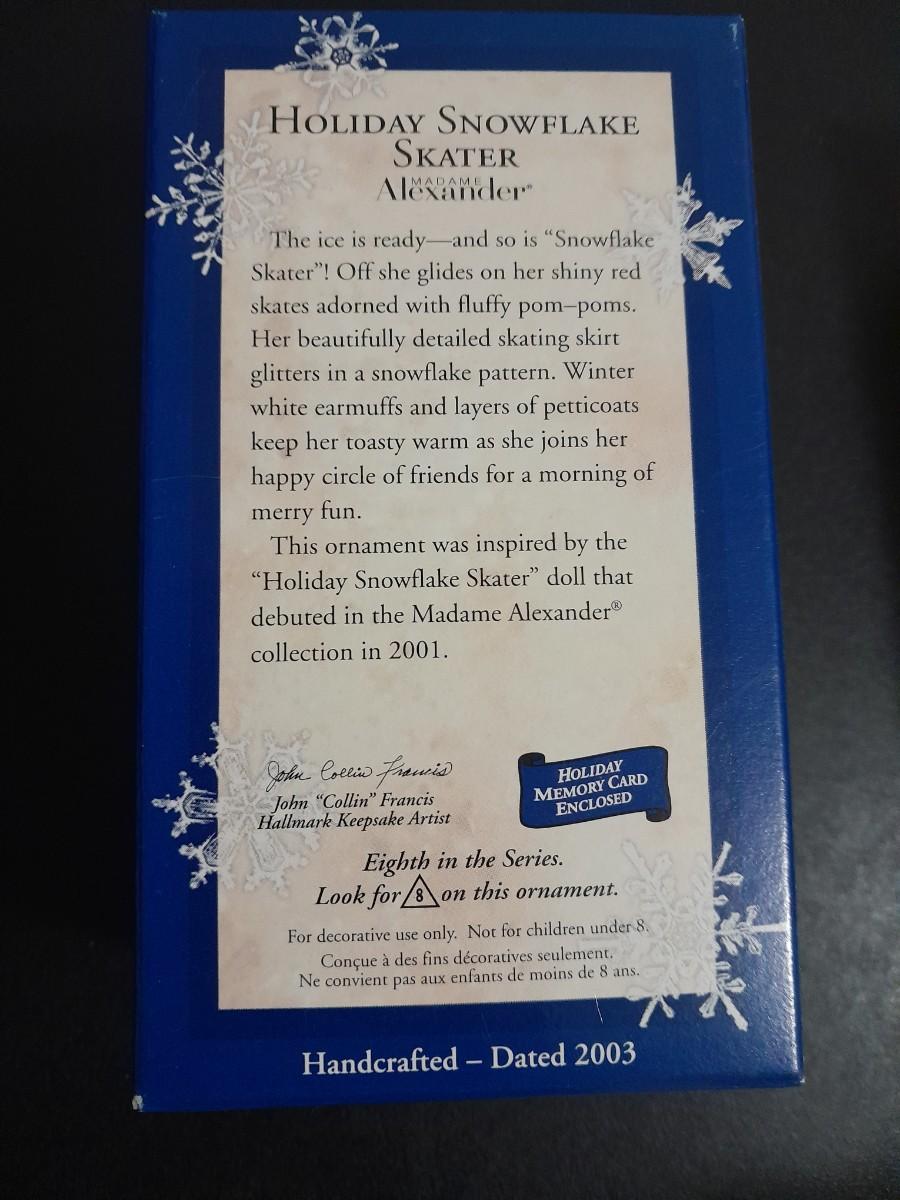 HOLIDAY SNOWFLAKE
SKATER
MADAME
Alexander®
The ice is ready—and so is “Snowflake
Skater”! Off she glides on her shiny red
skates adorned with fluffy pom–poms.
Her beautifully detailed skating skirt
glitters in a snowflake pattern. Winter
white earmuffs and layers of petticoats
keep her toasty warm as she joins her
happy circle of friends for a morning of
merry fun.
This ornament was inspired by the
“Holiday Snowflake Skater” doll that
debuted in the Madame Alexander®
collection in 2001.
John Collin Francis
John “Collin” Francis
Hallmark Keepsake Artist
HOLIDAY
MEMORY CARD
ENCLOSED
Eighth in the Series.
Look for 8 on this ornament.
For decorative use only. Not for children under 8.
Conçue à des fins décoratives seulement.
Ne convient pas aux enfants de moins de 8 ans.
Handcrafted – Dated 2003